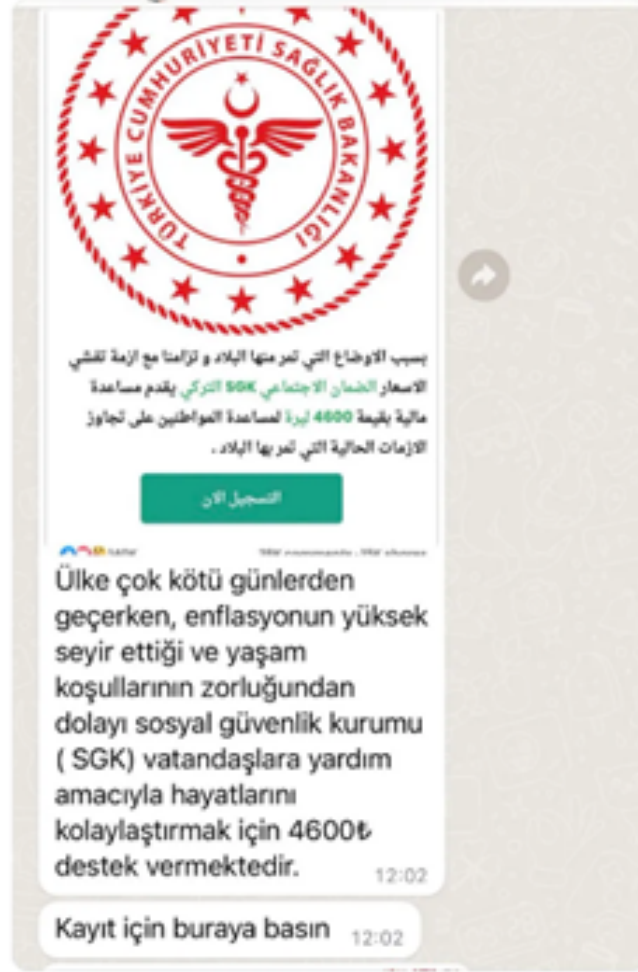 TÜRKİYE CUMHURİYETİ SAĞLIK BAKANLIĞI
بسبب الاوضاع التي تمر منها البلاد و تزامنا مع ازمة تفشي
الاسعار الضمان الاجتماعي SGK التركي يقدم مساعدة
مالية بقيمة 4600 ليرة لمساعدة المواطنين على تجاوز
الازمات الحالية التي تمر بها البلاد .
التسجيل الان
Ülke çok kötü günlerden
geçerken, enflasyonun yüksek
seyir ettiği ve yaşam
koşullarının zorluğundan
dolayı sosyal güvenlik kurumu
( SGK) vatandaşlara yardım
amacıyla hayatlarını
kolaylaştırmak için 4600₺
destek vermektedir.
12:02
Kayıt için buraya basın
12:02